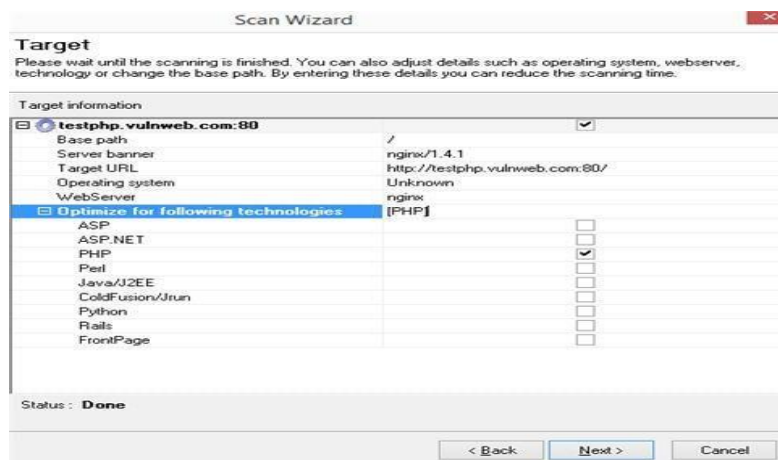 Scan Wizard
Target
Please wait until the scanning is finished. You can also adjust details such as operating system, webserver,
technology or change the base path. By entering these details you can reduce the scanning time.
Target information
testphp.vulnweb.com:80
Base path /
Server banner nginx/1.4.1
Target URL http://testphp.vulnweb.com:80/
Operating system Unknown
WebServer nginx
Optimize for following technologies [PHP]
ASP
ASP.NET
PHP
Perl
Java/J2EE
ColdFusion/Jrun
Python
Rails
FrontPage
Status : Done
< Back Next > Cancel